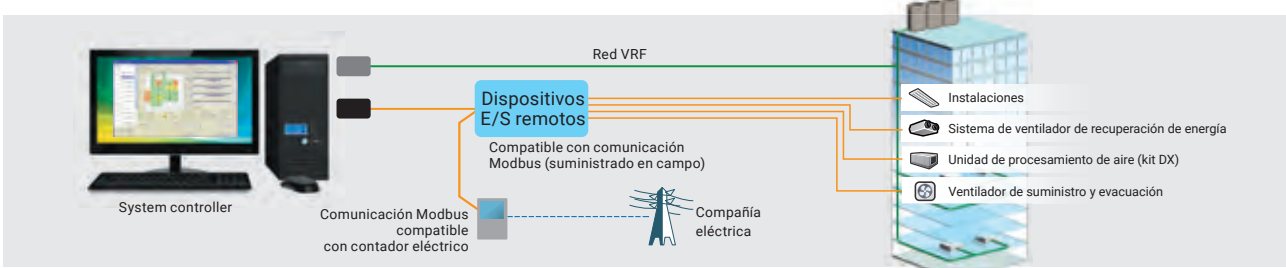 Red VRF
Dispositivos
E/S remotos
Compatible con comunicación
Modbus (suministrado en campo)
System controller
Comunicación Modbus
compatible
con contador eléctrico
Compañía
eléctrica
Instalaciones
Sistema de ventilador de recuperación de energía
Unidad de procesamiento de aire (kit DX)
Ventilador de suministro y evacuación